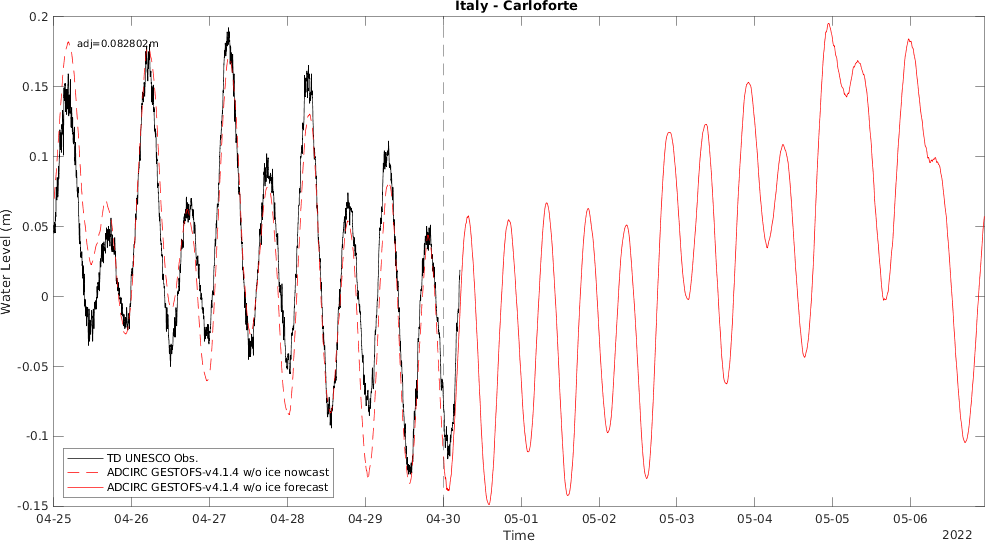 Italy - Carloforte
adj=0.082802m
0.2
0.15
0.1
0.05
0
-0.05
-0.1
-0.15
Water Level (m)
TD UNESCO Obs.
ADCIRC GESTOFS-v4.1.4 w/o ice nowcast
ADCIRC GESTOFS-v4.1.4 w/o ice forecast
04-25 04-26 04-27 04-28 04-29 04-30 05-01 05-02 05-03 05-04 05-05 05-06
Time
2022